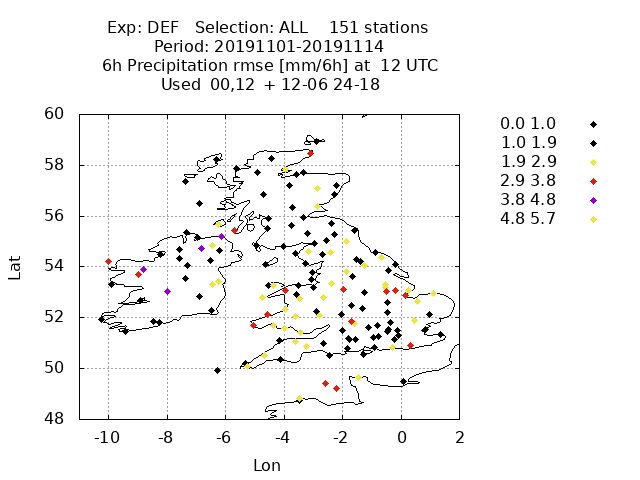 Exp: DEF Selection: ALL 151 stations
Period: 20191101-20191114
6h Precipitation rmse [mm/6h] at 12 UTC
Used 00,12 + 12-06 24-18
60
58
56
54
52
50
48
Lat
-10 -8 -6 -4 -2 0 2
Lon
0.0 1.0
1.0 1.9
1.9 2.9
2.9 3.8
3.8 4.8
4.8 5.7